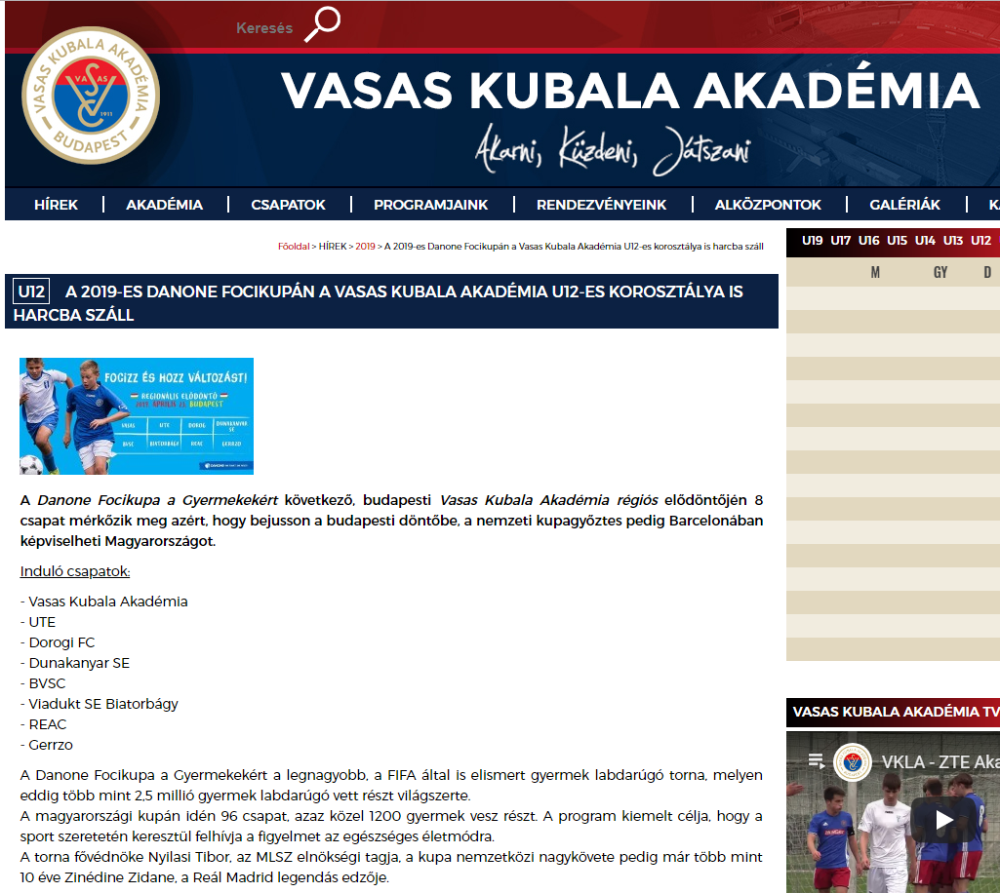 Keresés
VASAS KUBALA AKADÉMIA
BUDAPEST
VASAS
1911
VASAS KUBALA AKADÉMIA
Akarni, Küzdeni, Játszani
HÍREK
AKADÉMIA
CSAPATOK
PROGRAMJAINK
RENDEZVÉNYEINK
ALKÖZPONTOK
GALÉRIÁK
Főoldal > HÍREK > 2019 > A 2019-es Danone Focikupán a Vasas Kubala Akadémia U12-es korosztálya is harcba száll
U19 U17 U16 U15 U14 U13 U12
M GY D
U12 A 2019-ES DANONE FOCIKUPÁN A VASAS KUBALA AKADÉMIA U12-ES KOROSZTÁLYA IS
HARCBA SZÁLL
FOCIZZ ÉS HOZZ VÁLTOZÁST!
REGIONÁLIS ELŐDÖNTŐ
2019. ÁPRILIS 23. BUDAPEST
VASAS UTE DOROG DUNAKANYAR
SE
BVSC BIATORBÁGY REAC GERRZO
A Danone Focikupa a Gyermekekért következő, budapesti Vasas Kubala Akadémia régiós elődöntőjén 8
csapat mérkőzik meg azért, hogy bejusson a budapesti döntőbe, a nemzeti kupagyőztes pedig Barcelonában
képviselheti Magyarországot.
Induló csapatok:
- Vasas Kubala Akadémia
- UTE
- Dorogi FC
- Dunakanyar SE
- BVSC
- Viadukt SE Biatorbágy
- REAC
- Gerrzo
A Danone Focikupa a Gyermekekért a legnagyobb, a FIFA által is elismert gyermek labdarúgó torna, melyen
eddig több mint 2,5 millió gyermek labdarúgó vett részt világszerte.
A magyarországi kupán idén 96 csapat, azaz közel 1200 gyermek vesz részt. A program kiemelt célja, hogy a
sport szeretetén keresztül felhívja a figyelmet az egészséges életmódra.
A torna fővédnöke Nyilasi Tibor, az MLSZ elnökségi tagja, a kupa nemzetközi nagykövete pedig már több mint
10 éve Zinédine Zidane, a Reál Madrid legendás edzője.
VASAS KUBALA AKADÉMIA TV
VKLA - ZTE Aka